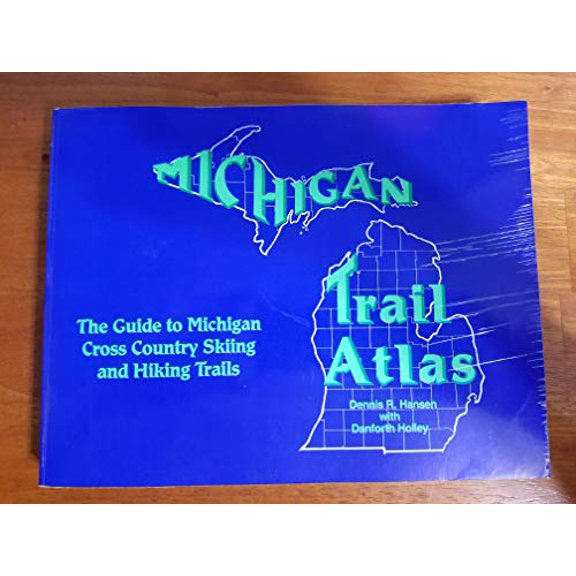 MICHIGAN
Trail
Atlas
The Guide to Michigan
Cross Country Skiing
and Hiking Trails
Dennis R. Hansen
with
Danforth Holley